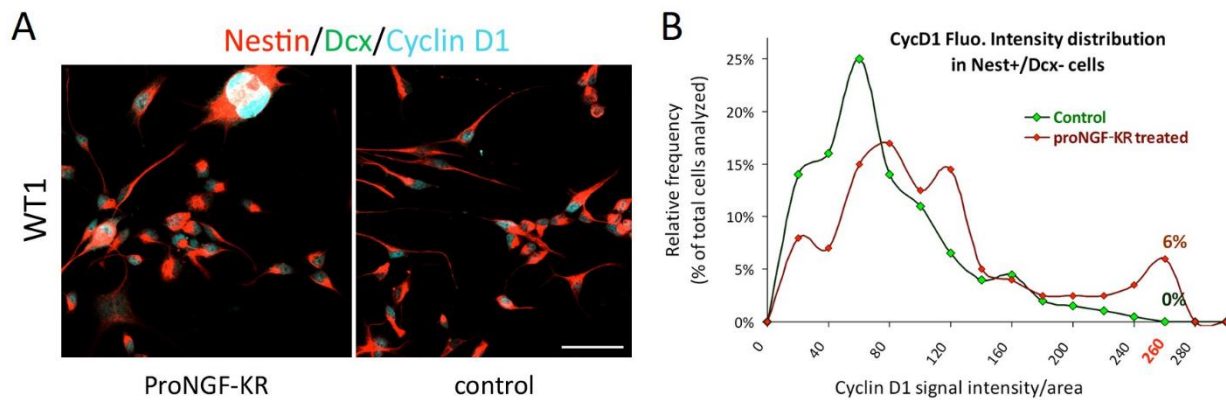 A
Nestin/Dcx/Cyclin D1
WT1
ProNGF-KR
control
B
CycD1 Fluo. Intensity distribution
in Nest+/Dcx- cells
Control
proNGF-KR treated
Relative frequency
(% of total cells analyzed)
25%
20%
15%
10%
5%
0%
6%
0%
0
40
80
120
160
200
240
260
280
Cyclin D1 signal intensity/area